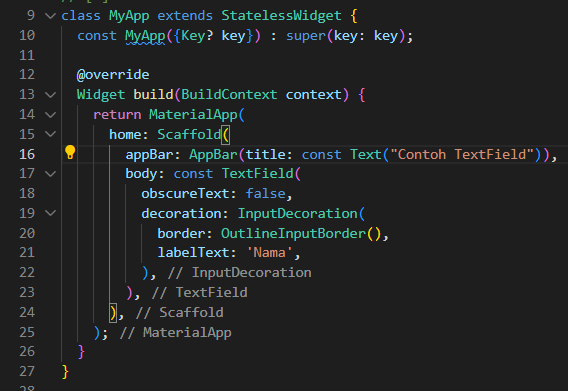 9 class MyApp extends StatelessWidget {
10 const MyApp({Key? key}) : super(key: key);
11
12 @override
13 Widget build(BuildContext context) {
14 return MaterialApp(
15 home: Scaffold(
16 appBar: AppBar(title: const Text("Contoh TextField")),
17 body: const TextField(
18 obscureText: false,
19 decoration: InputDecoration(
20 border: OutlineInputBorder(),
21 labelText: 'Nama',
22 ), // InputDecoration
23 ), // TextField
24 ), // Scaffold
25 ); // MaterialApp
26 }
27 }
28